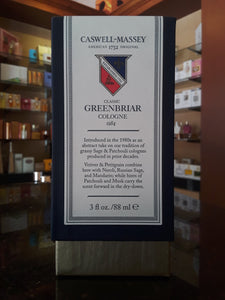 CASWELL-MASSEY
AMERICA'S 1752 ORIGINAL
CLASSIC
GREENBRIAR
COLOGNE
1984
Introduced in the 1980s as an
abstract take on our tradition of
grassy Sage & Patchouli colognes
produced in prior decades.
Vetiver & Petitgrain combine
here with Neroli, Russian Sage,
and Mandarin; while hints of
Patchouli and Musk carry the
scent forward in the dry-down.
3 fl oz./88 ml ℮